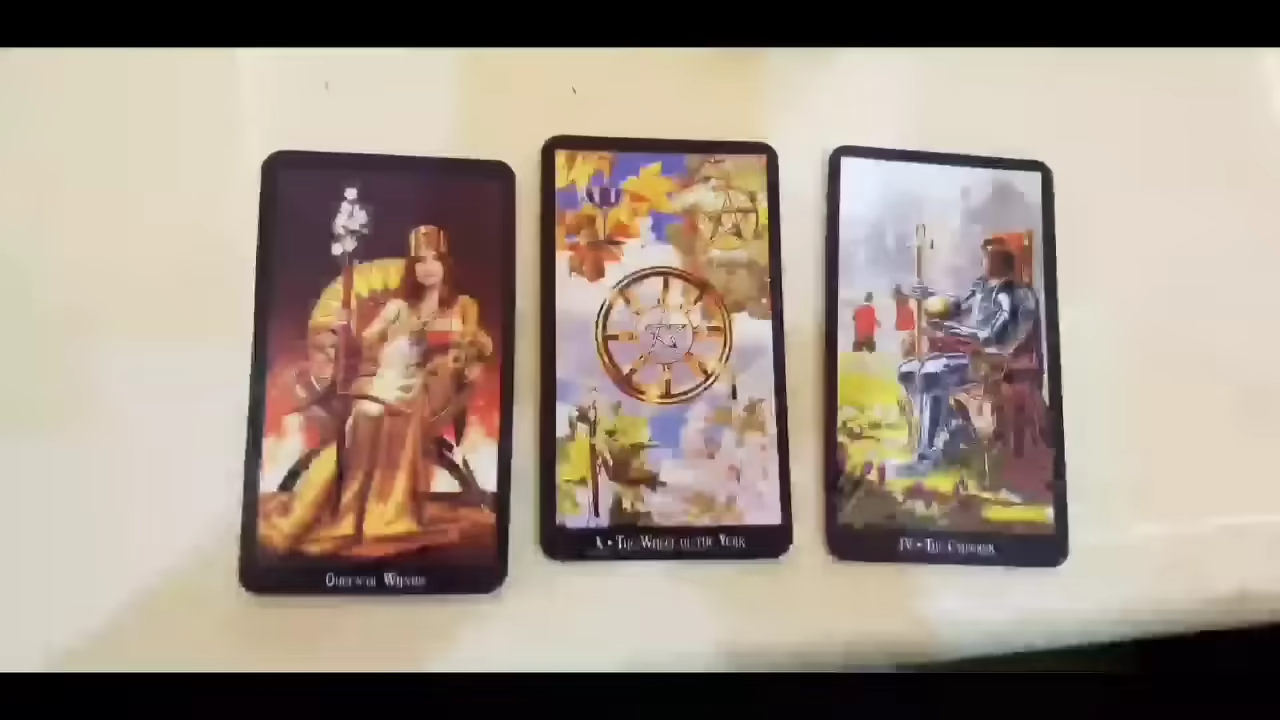 Queen of Wands
X • The Wheel of the Year
IV • The Emperor